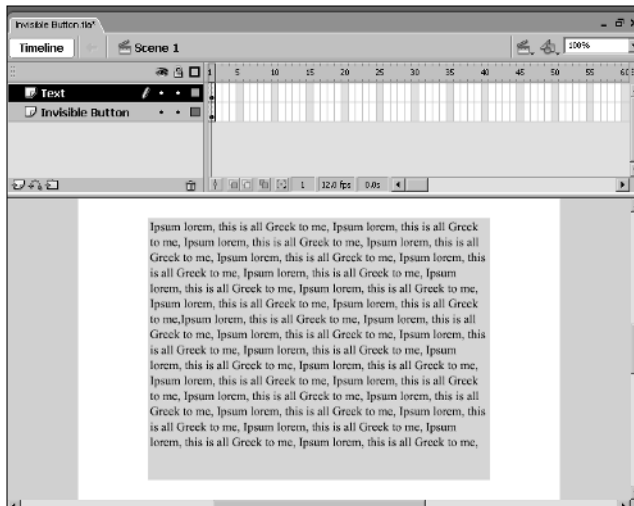 Invisible Button.fla*
Timeline
Scene 1
100%
1 5 10 15 20 25 30 35 40 45 50 55 60
Text
Invisible Button
1 12.0 fps 0.0s
Ipsum lorem, this is all Greek to me, Ipsum lorem, this is all Greek
to me, Ipsum lorem, this is all Greek to me, Ipsum lorem, this is all
Greek to me, Ipsum lorem, this is all Greek to me, Ipsum lorem, this
is all Greek to me, Ipsum lorem, this is all Greek to me, Ipsum
lorem, this is all Greek to me, Ipsum lorem, this is all Greek to me,
Ipsum lorem, this is all Greek to me, Ipsum lorem, this is all Greek
to me,Ipsum lorem, this is all Greek to me, Ipsum lorem, this is all
Greek to me, Ipsum lorem, this is all Greek to me, Ipsum lorem, this
is all Greek to me, Ipsum lorem, this is all Greek to me, Ipsum
lorem, this is all Greek to me, Ipsum lorem, this is all Greek to me,
Ipsum lorem, this is all Greek to me, Ipsum lorem, this is all Greek
to me, Ipsum lorem, this is all Greek to me, Ipsum lorem, this is all
Greek to me, Ipsum lorem, this is all Greek to me, Ipsum lorem, this
is all Greek to me, Ipsum lorem, this is all Greek to me, Ipsum
lorem, this is all Greek to me, Ipsum lorem, this is all Greek to me,